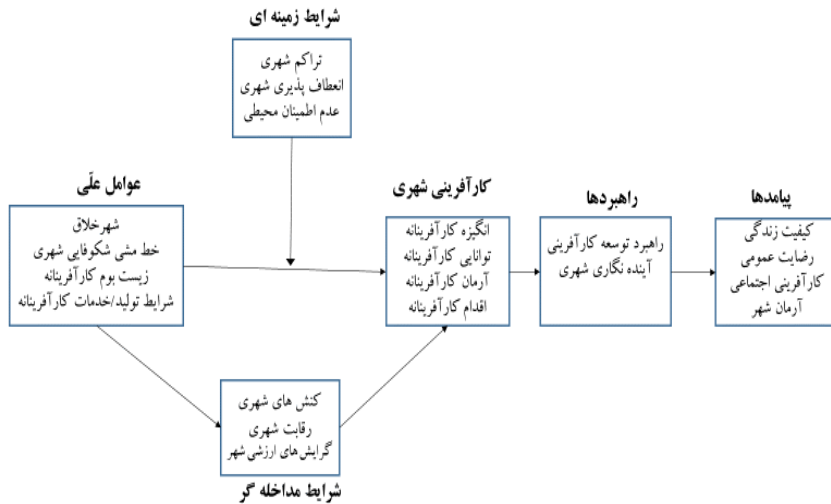 شرایط زمینه ای
تراکم شهری
انعطاف پذیری شهری
عدم اطمینان محیطی
عوامل علّی
شهرخلاق
خط مشی شکوفایی شهری
زیست بوم کارآفرینانه
شرایط تولید/خدمات کارآفرینانه
کارآفرینی شهری
انگیزه کارآفرینانه
توانایی کارآفرینانه
آرمان کارآفرینانه
اقدام کارآفرینانه
راهبردها
راهبرد توسعه کارآفرینی
آینده نگاری شهری
پیامدها
کیفیت زندگی
رضایت عمومی
کارآفرینی اجتماعی
آرمان شهر
کنش های شهری
رقابت شهری
گرایش های ارزشی شهر
شرایط مداخله گر